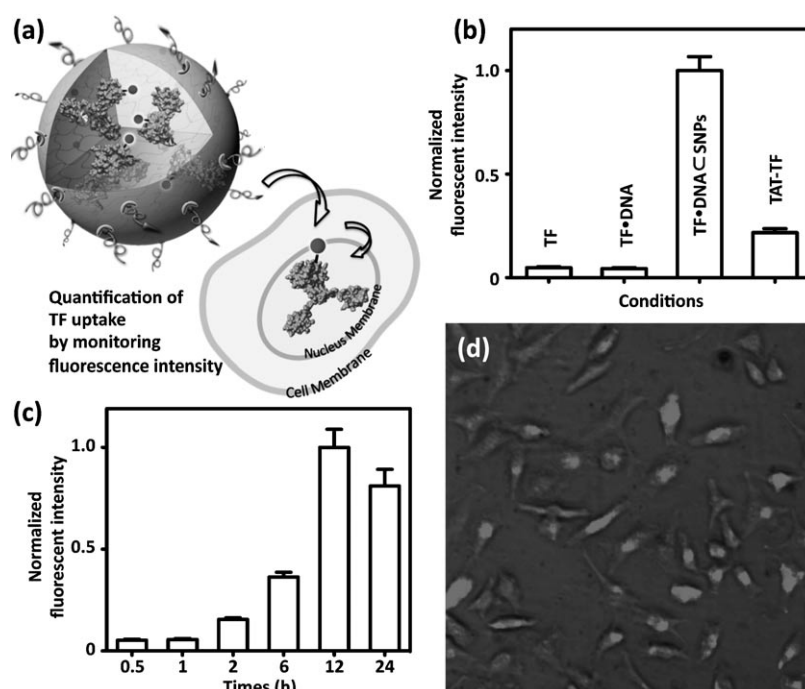 (a)
Quantification of
TF uptake
by monitoring
fluorescence intensity
Nucleus Membrane
Cell Membrane
(b)
Normalized
fluorescent intensity
1.0
0.5
0
TF
TF•DNA
TF•DNA⊂SNPs
TAT-TF
Conditions
(c)
Normalized
fluorescent intensity
1.0
0.5
0
0.5 1 2 6 12 24
Times (h)
(d)